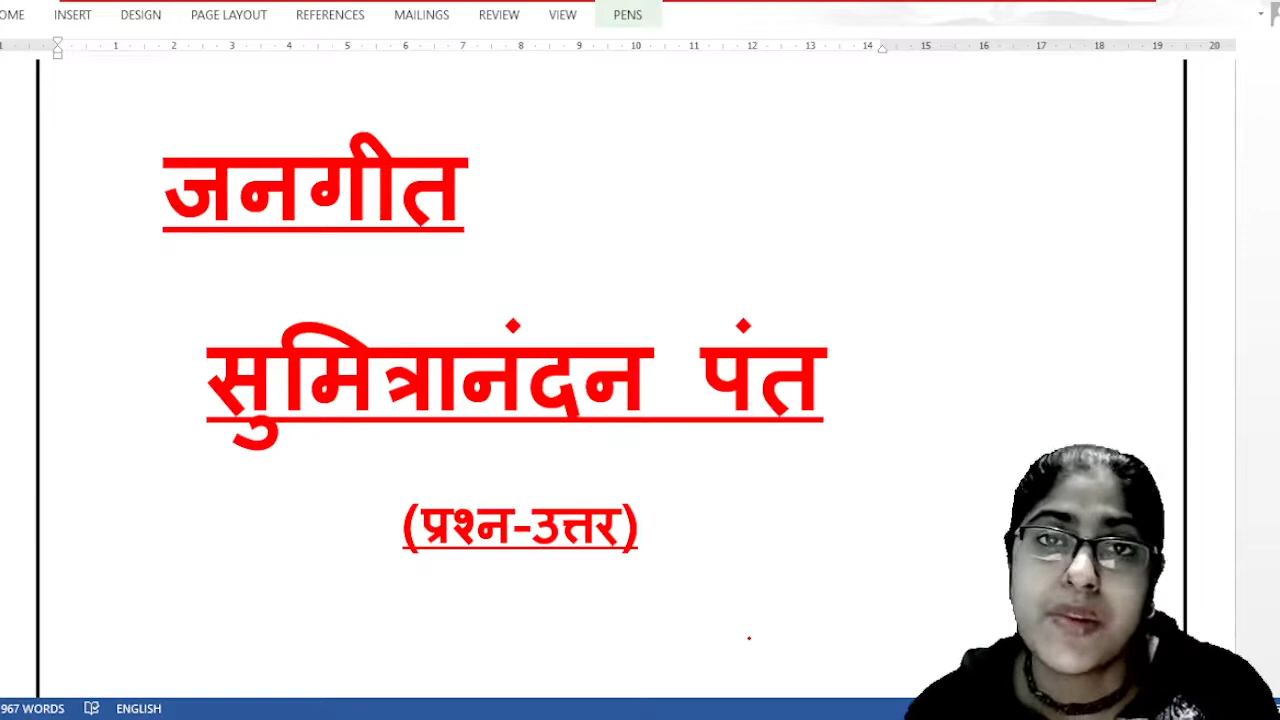 OME INSERT DESIGN PAGE LAYOUT REFERENCES MAILINGS REVIEW VIEW PENS
1 1 2 3 4 5 6 7 8 9 10 11 12 13 14 15 16 17 18 19 20
जनगीत
सुमित्रानंदन पंत
(प्रश्न-उत्तर)
967 WORDS ENGLISH